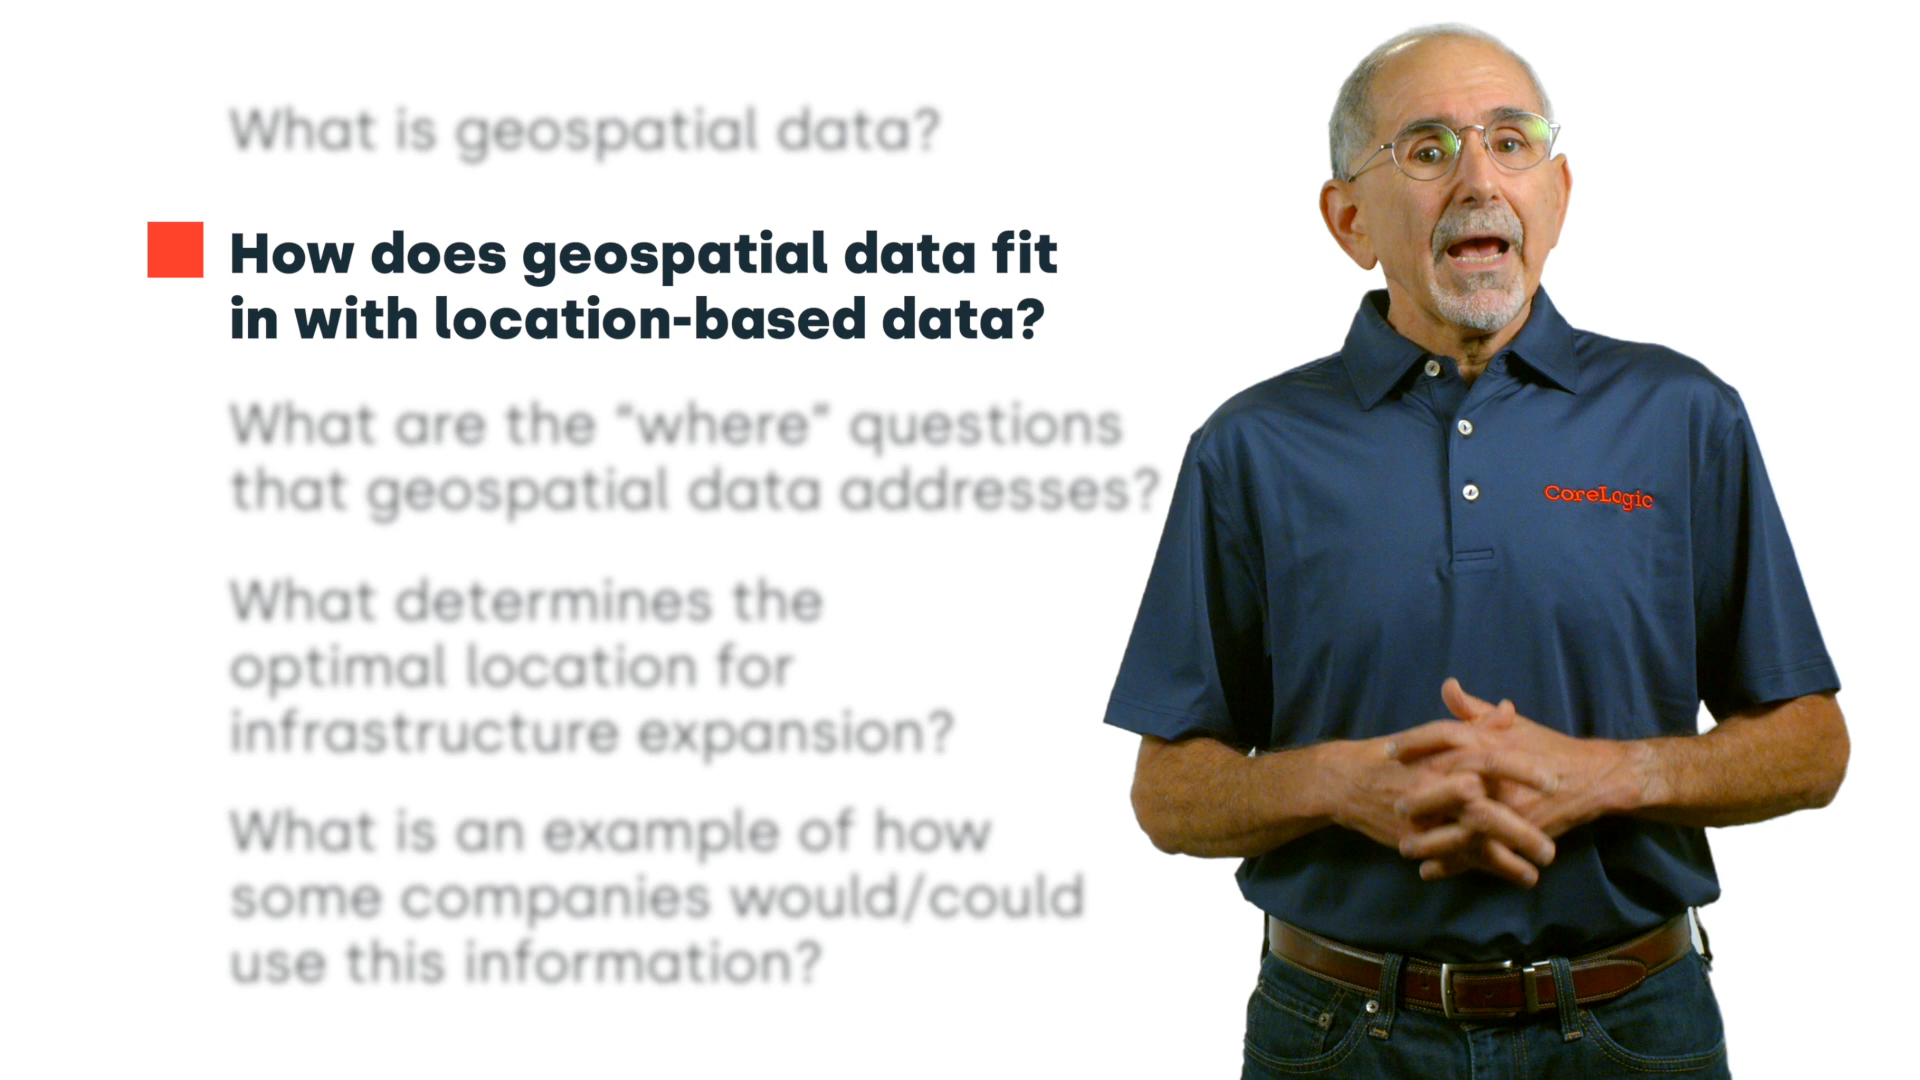 What is geospatial data?
How does geospatial data fit
in with location-based data?
What are the “where” questions
that geospatial data addresses?
What determines the
optimal location for
infrastructure expansion?
What is an example of how
some companies would/could
use this information?
CoreLogic